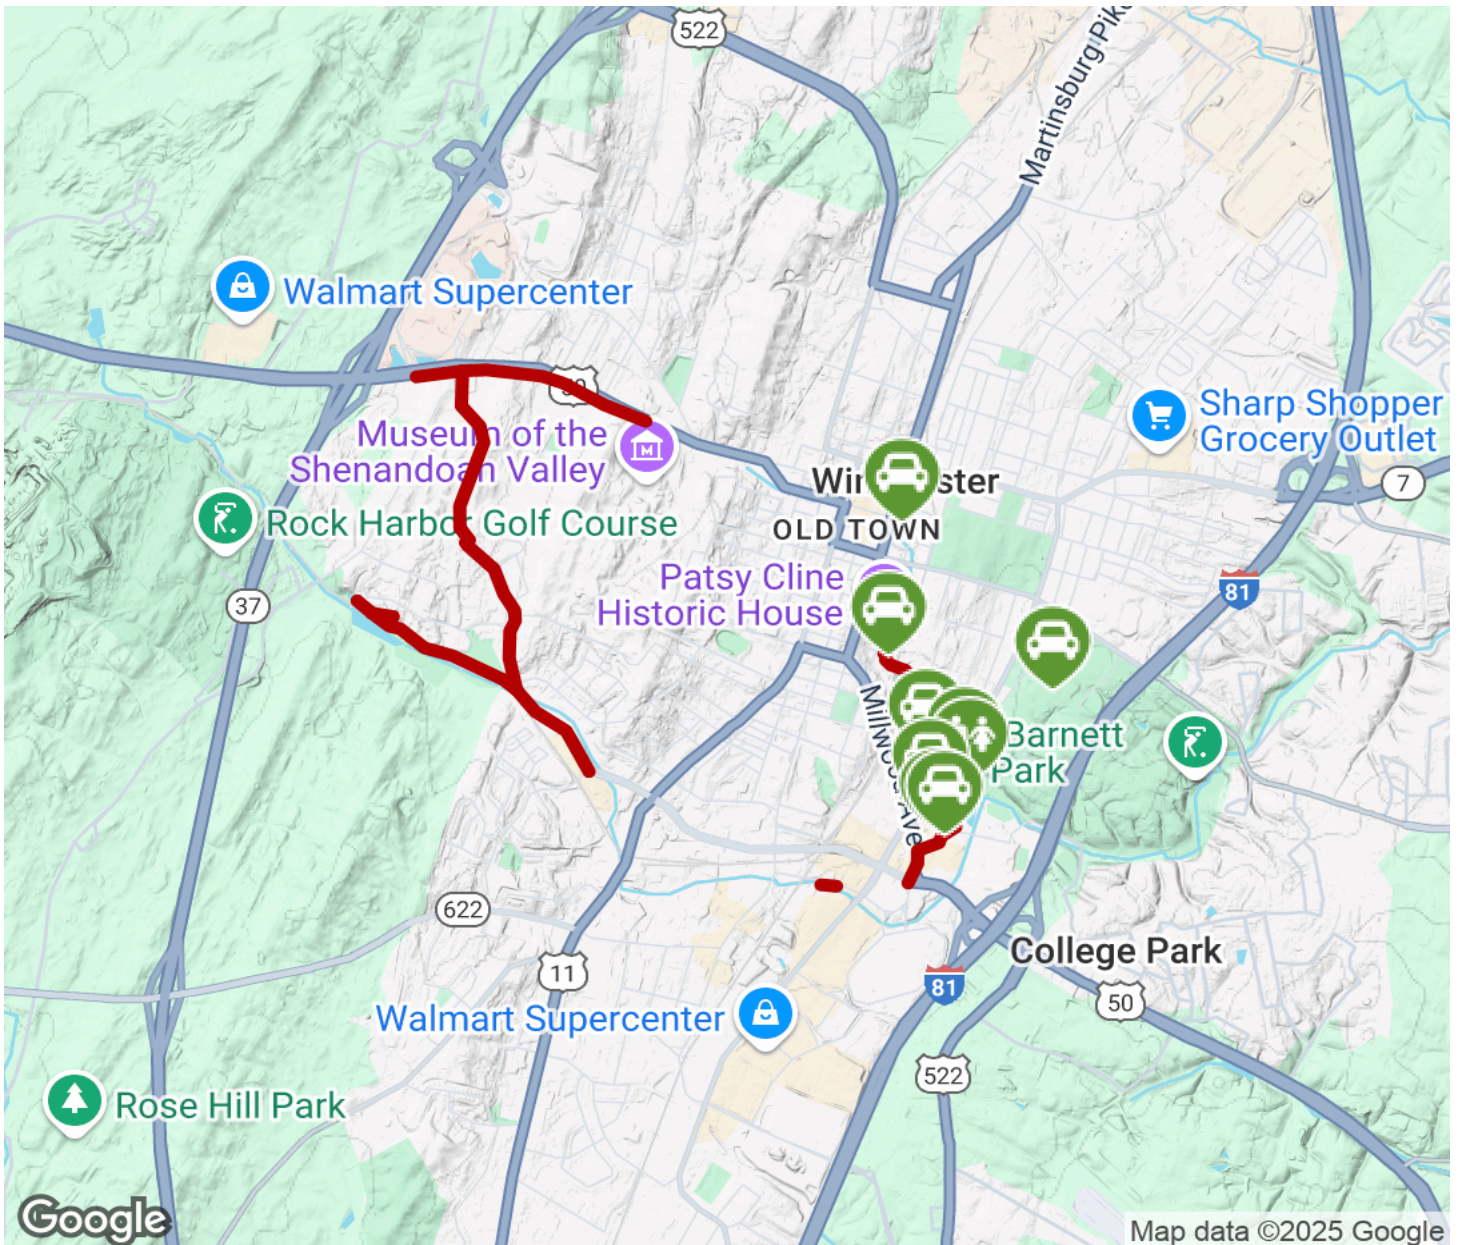 522
Martinsburg Pike
Walmart Supercenter
Museum of the
Shenandoah Valley
Sharp Shopper
Grocery Outlet
7
OLD TOWN
Rock Harbor Golf Course
Patsy Cline
Historic House
37
81
Millwood Ave
Barnett
Park
622
College Park
11
81
50
Walmart Supercenter
522
Rose Hill Park
Google
Map data ©2025 Google